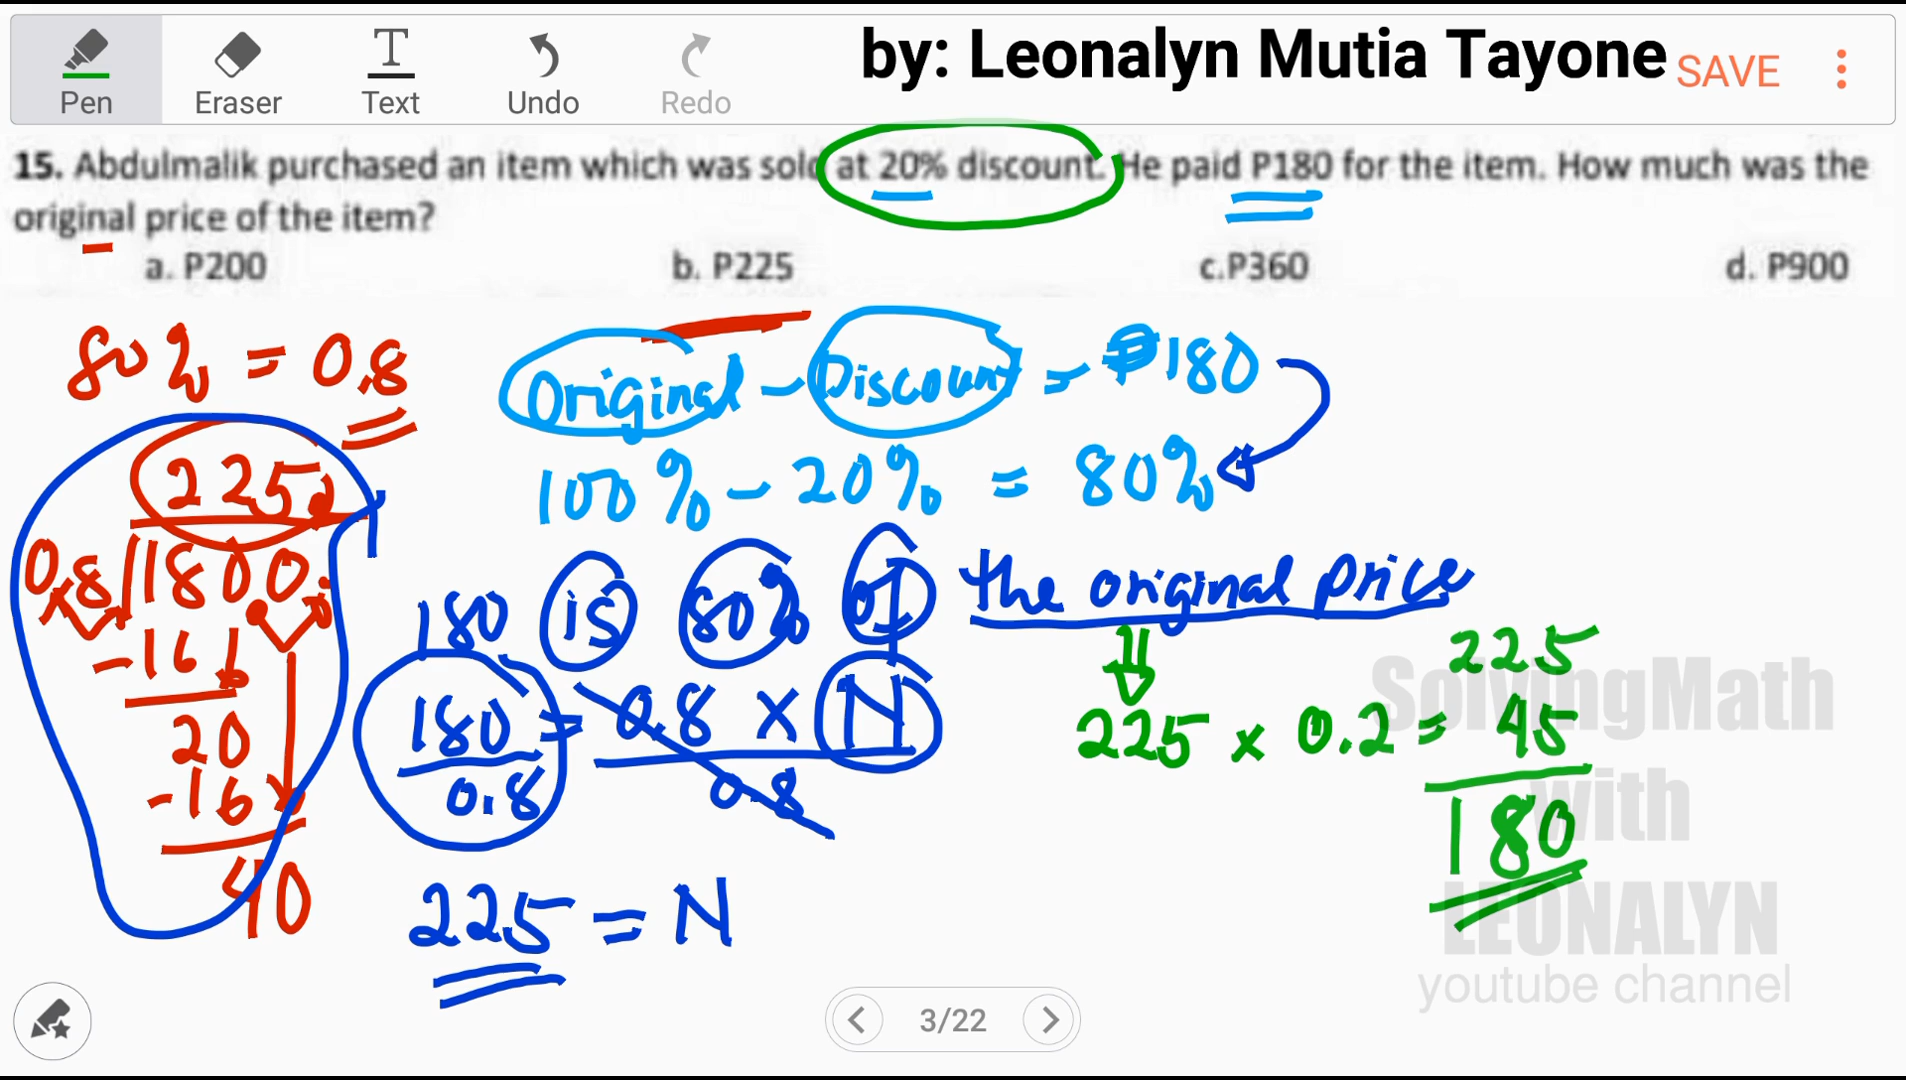 Pen
Eraser
Text
Undo
Redo
by: Leonalyn Mutia Tayone
SAVE
15. Abdulmalik purchased an item which was sold at 20% discount. He paid P180 for the item. How much was the
original price of the item?
a. P200 b. P225 c.P360 d. P900
80% = 0.8
Original - Discount = ₱180
100% - 20% = 80%
225.
0.8 1800.
-16
20
-16
40
180 is 80% of the original price
180 = 0.8 x N
0.8 0.8
225 = N
225
225 x 0.2 = 45
180
SolvingMath
with
LEONALYN
youtube channel
3/22